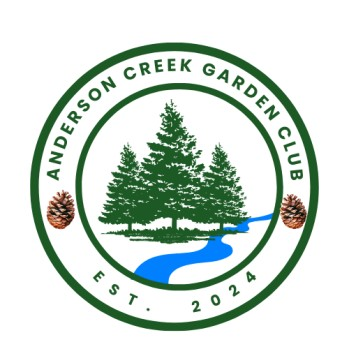 ANDERSON CREEK GARDEN CLUB
EST. 2024